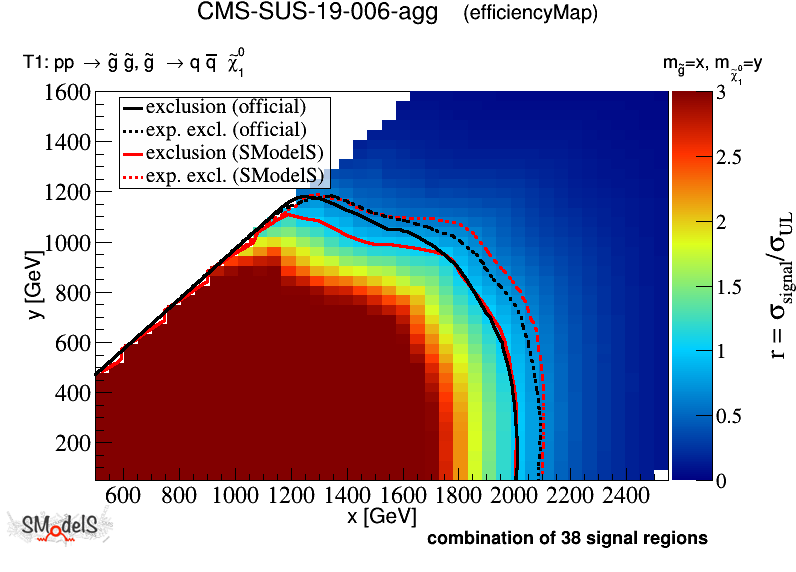 CMS-SUS-19-006-agg (efficiencyMap)
T1: pp → g̃ g̃, g̃ → q q̅ χ̃₁⁰
m_g̃=x, m_χ̃₁⁰=y
exclusion (official)
exp. excl. (official)
exclusion (SModelS)
exp. excl. (SModelS)
1600
1400
1200
1000
800
600
400
200
y [GeV]
600 800 1000 1200 1400 1600 1800 2000 2200 2400
x [GeV]
3
2.5
2
1.5
1
0.5
0
r = σ_signal/σ_UL
SModelS
combination of 38 signal regions